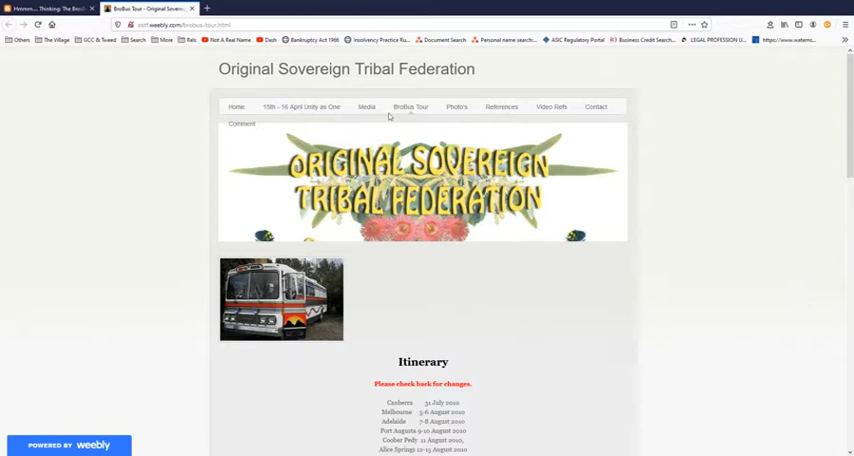 Hmmm.... Thinking: The Bro
BroBus Tour - Original Sovereign
ostf.weebly.com/brobus-tour.html
Others The Village GCC & Tweed Search More Rels Not A Real Name Dash Bankruptcy Act 1966 Insolvency Practice Ru... Document Search Personal name search:... ASIC Regulatory Portal Business Credit Search... LEGAL PROFESSION U... https://www.waterns...
Original Sovereign Tribal Federation
Home 15th - 16 April Unity as One Media BroBus Tour Photo's References Video Refs Contact
Comment
ORIGINAL SOVEREIGN
TRIBAL FEDERATION
Itinerary
Please check back for changes.
Canberra 31 July 2010
Melbourne 5-6 August 2010
Adelaide 7-8 August 2010
Port Augusta 9-10 August 2010
Coober Pedy 11 August 2010,
Alice Springs 12-15 August 2010
POWERED BY weebly